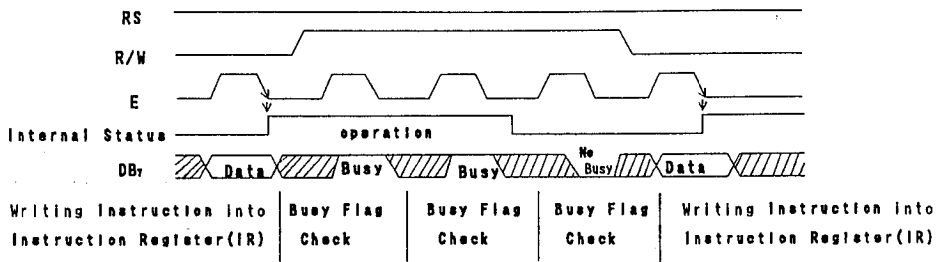 RS
R/W
E
Internal Status operation
DB₇ Data Busy Busy No Busy Data
Writing Instruction into Instruction Register(IR)
Busy Flag Check
Busy Flag Check
Busy Flag Check
Writing Instruction into Instruction Register(IR)